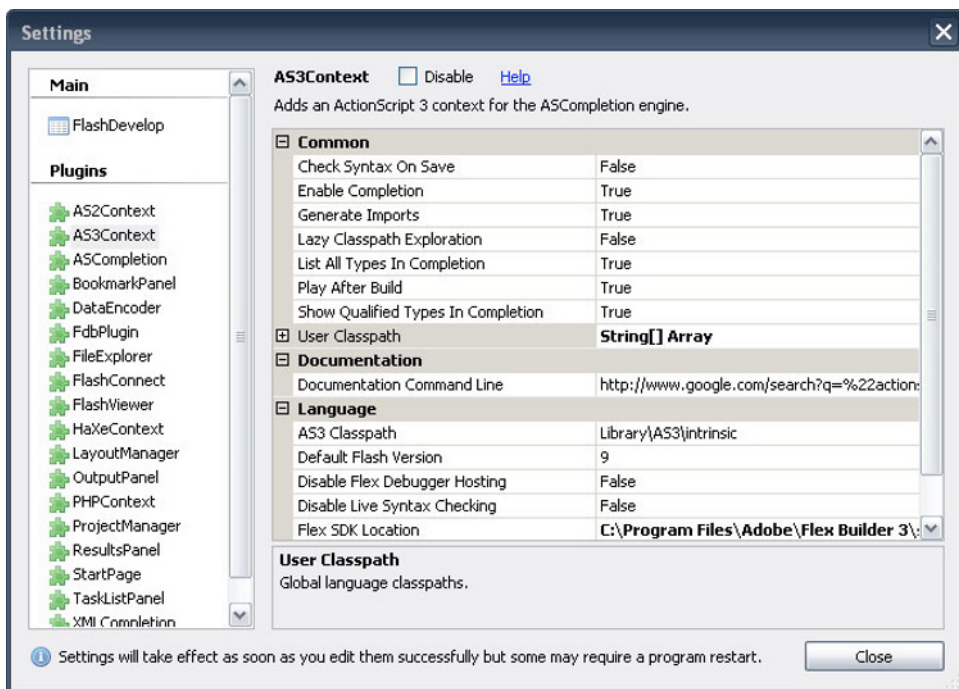 Settings
Main
FlashDevelop
Plugins
AS2Context
AS3Context
ASCompletion
BookmarkPanel
DataEncoder
FdbPlugin
FileExplorer
FlashConnect
FlashViewer
HaXeContext
LayoutManager
OutputPanel
PHPContext
ProjectManager
ResultsPanel
StartPage
TaskListPanel
XMLCompletion
AS3Context Disable Help
Adds an ActionScript 3 context for the ASCompletion engine.
Common
Check Syntax On Save False
Enable Completion True
Generate Imports True
Lazy Classpath Exploration False
List All Types In Completion True
Play After Build True
Show Qualified Types In Completion True
User Classpath String[] Array
Documentation
Documentation Command Line http://www.google.com/search?q=%22action:
Language
AS3 Classpath Library\AS3\intrinsic
Default Flash Version 9
Disable Flex Debugger Hosting False
Disable Live Syntax Checking False
Flex SDK Location C:\Program Files\Adobe\Flex Builder 3\
User Classpath
Global language classpaths.
Settings will take effect as soon as you edit them successfully but some may require a program restart.
Close